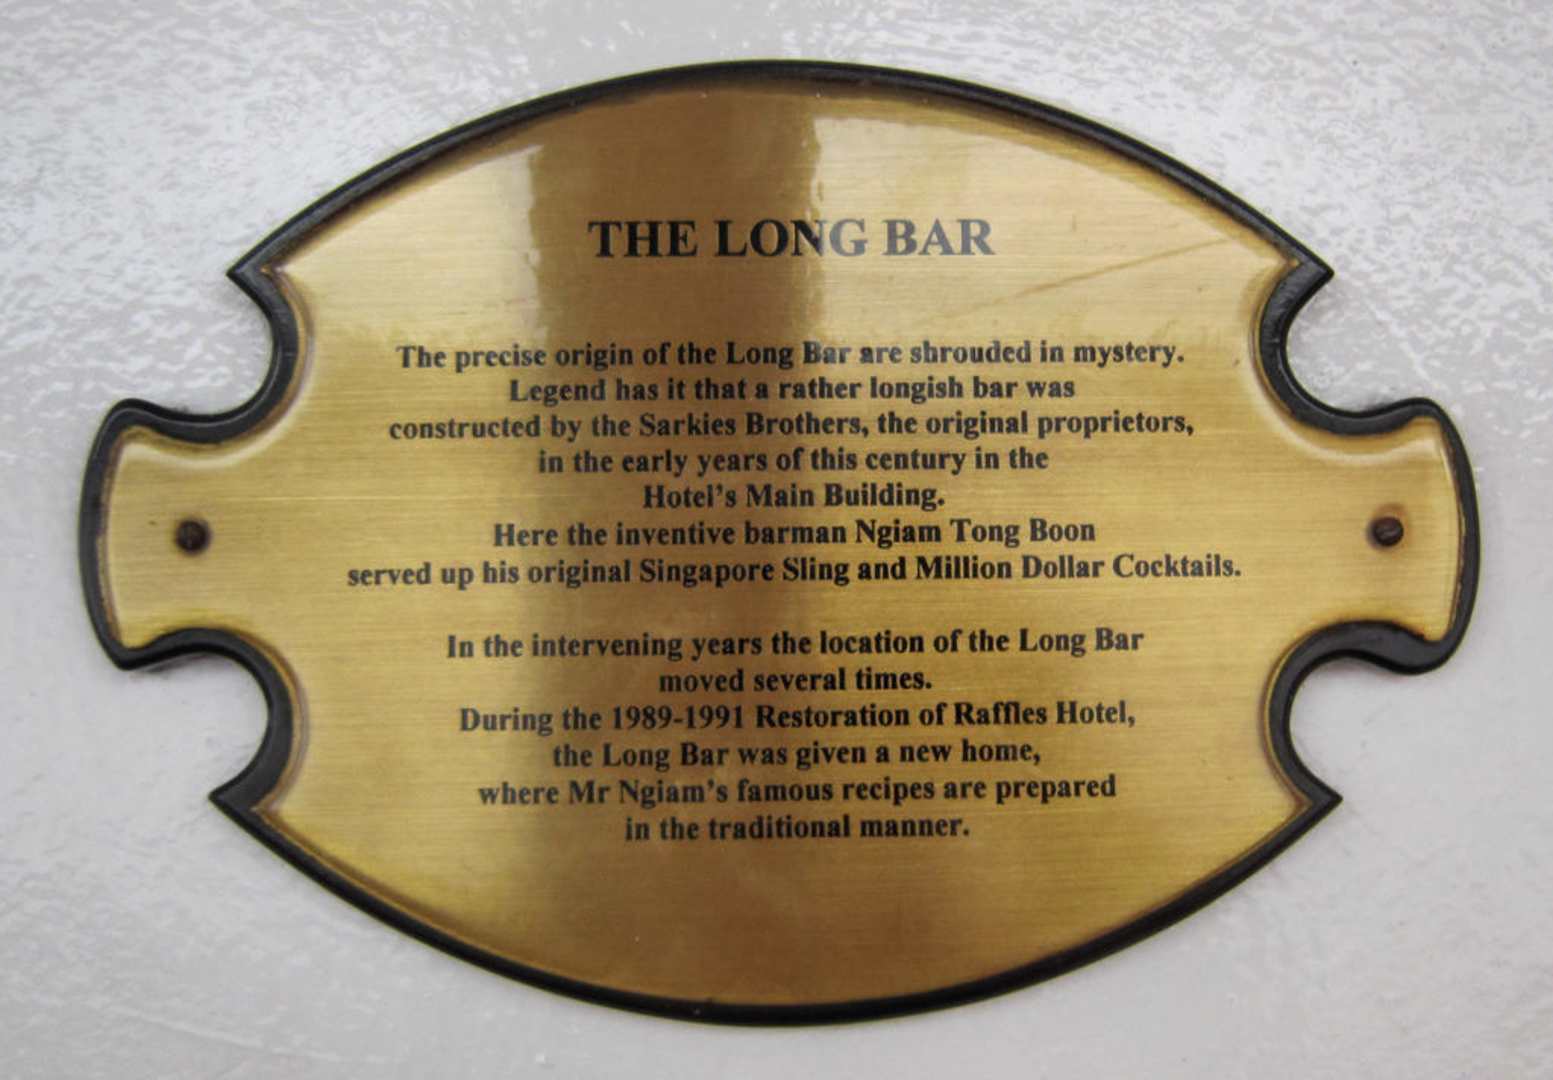 THE LONG BAR
The precise origin of the Long Bar are shrouded in mystery.
Legend has it that a rather longish bar was
constructed by the Sarkies Brothers, the original proprietors,
in the early years of this century in the
Hotel's Main Building.
Here the inventive barman Ngiam Tong Boon
served up his original Singapore Sling and Million Dollar Cocktails.
In the intervening years the location of the Long Bar
moved several times.
During the 1989-1991 Restoration of Raffles Hotel,
the Long Bar was given a new home,
where Mr Ngiam's famous recipes are prepared
in the traditional manner.